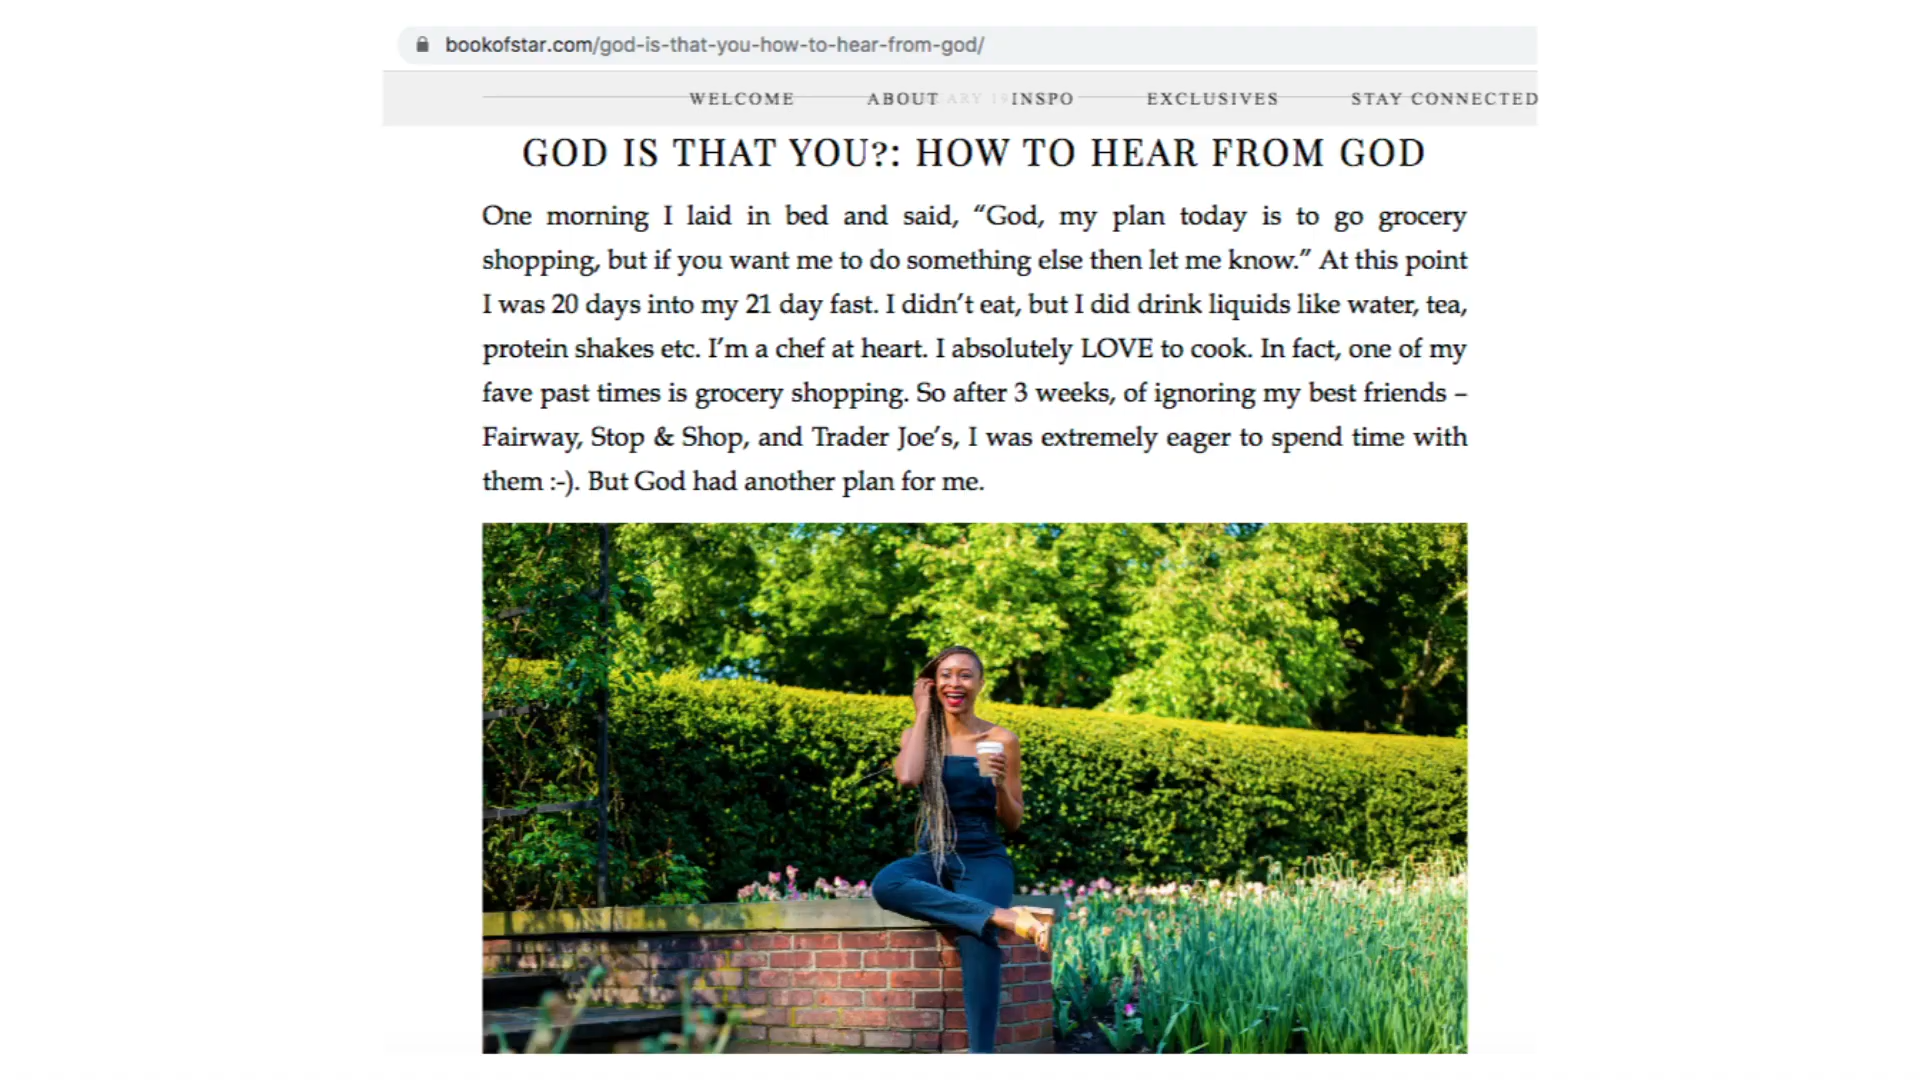 bookofstar.com/god-is-that-you-how-to-hear-from-god/
WELCOME ABOUT INSPO EXCLUSIVES STAY CONNECTED
GOD IS THAT YOU?: HOW TO HEAR FROM GOD
One morning I laid in bed and said, “God, my plan today is to go grocery
shopping, but if you want me to do something else then let me know.” At this point
I was 20 days into my 21 day fast. I didn’t eat, but I did drink liquids like water, tea,
protein shakes etc. I’m a chef at heart. I absolutely LOVE to cook. In fact, one of my
fave past times is grocery shopping. So after 3 weeks, of ignoring my best friends –
Fairway, Stop & Shop, and Trader Joe’s, I was extremely eager to spend time with
them :-). But God had another plan for me.